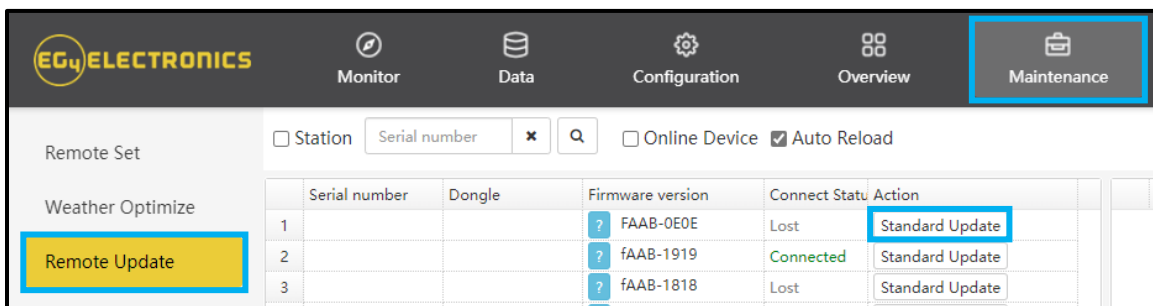 EG4 ELECTRONICS
Monitor
Data
Configuration
Overview
Maintenance
Remote Set
Weather Optimize
Remote Update
Station Serial number Online Device Auto Reload
Serial number Dongle Firmware version Connect Statu Action
1 ? FAAB-0E0E Lost Standard Update
2 ? fAAB-1919 Connected Standard Update
3 ? fAAB-1818 Lost Standard Update